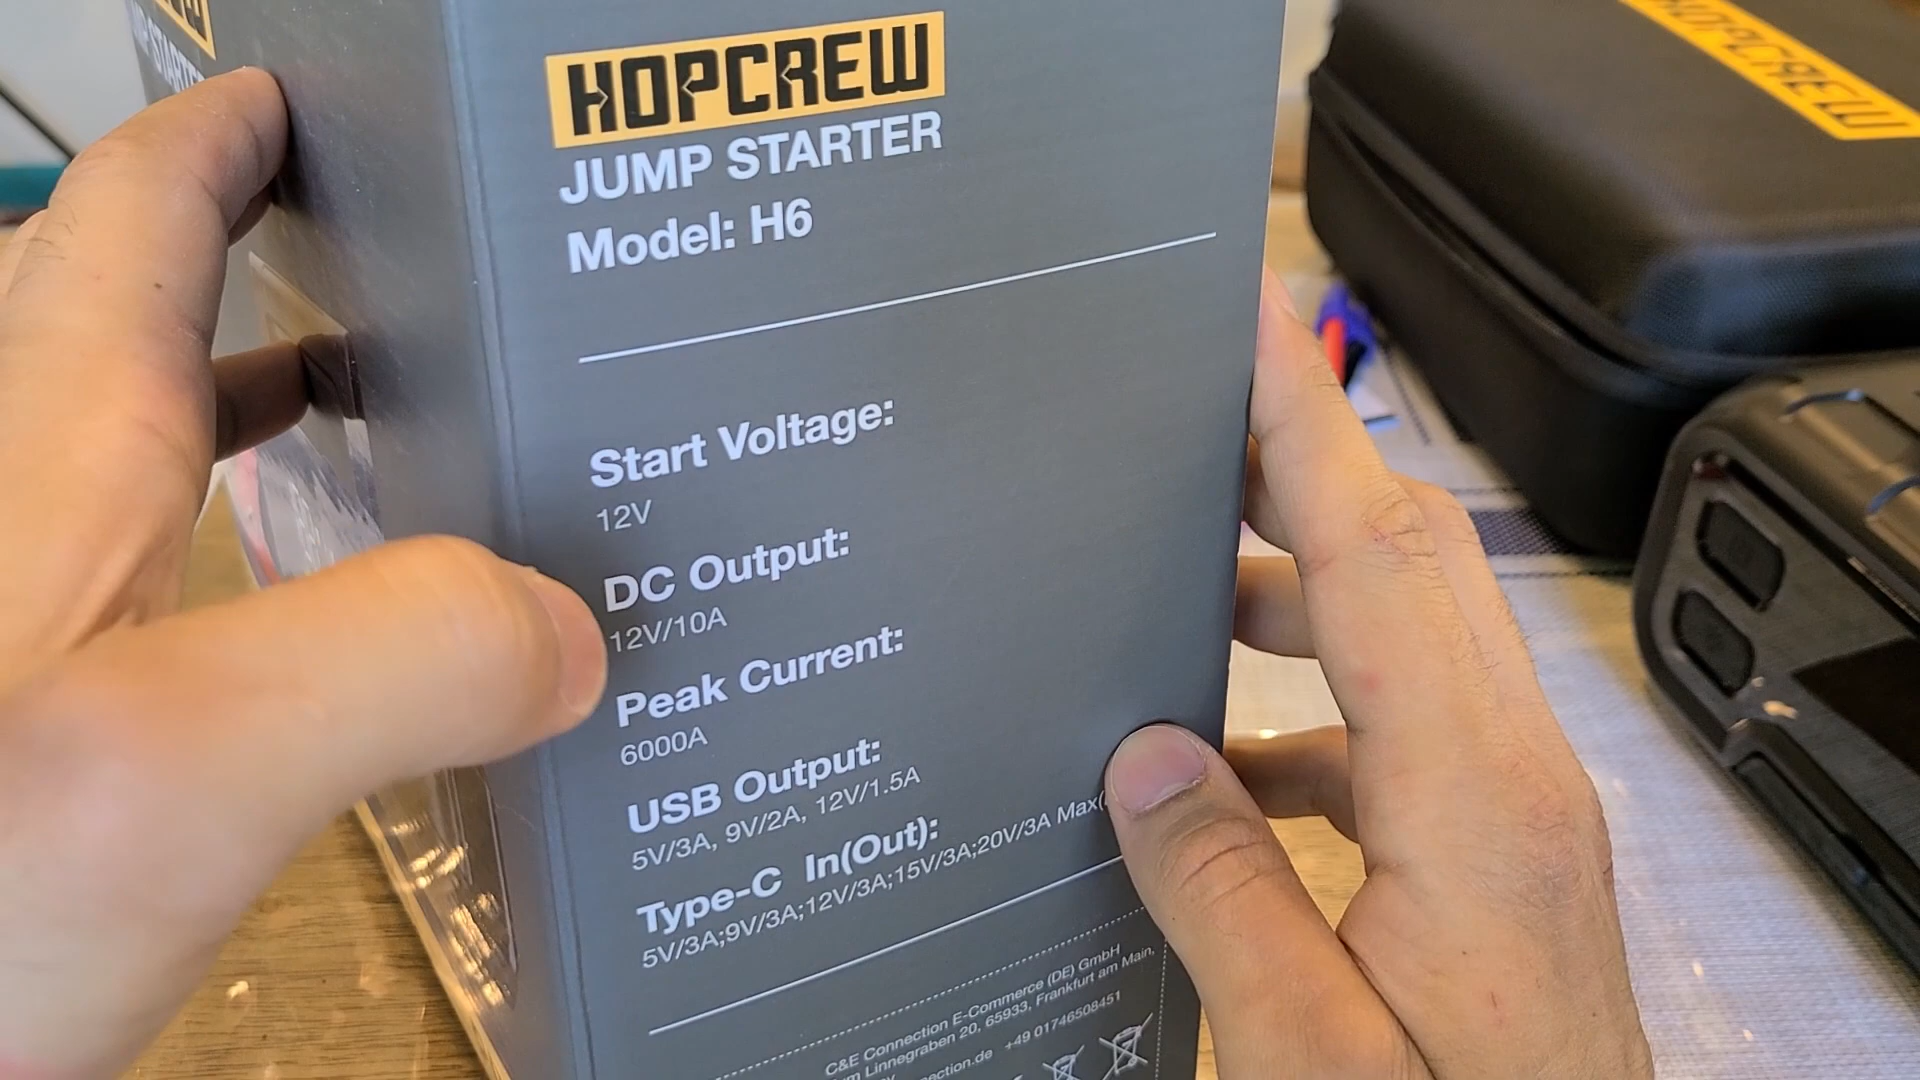 HOPCREW
JUMP STARTER
Model: H6
Start Voltage:
12V
DC Output:
12V/10A
Peak Current:
6000A
USB Output:
5V/3A, 9V/2A, 12V/1.5A
Type-C In(Out):
5V/3A;9V/3A;12V/3A;15V/3A;20V/3A Max(
C&E Connection E-Commerce (DE) GmbH
Linnegraben 20, 65933, Frankfurt am Main,
+49 01746508451
HOPCREW